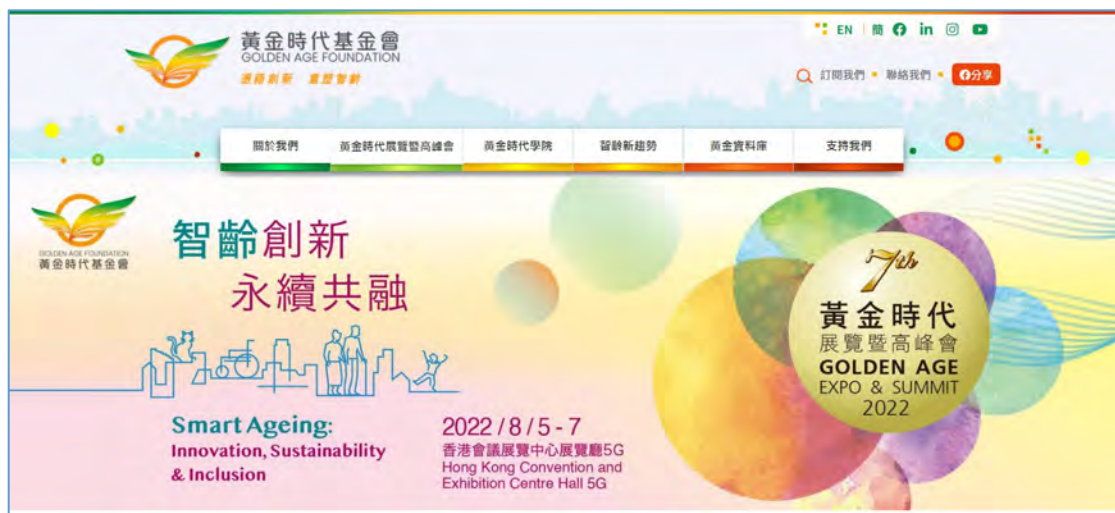 EN 簡
黃金時代基金會
GOLDEN AGE FOUNDATION
憑藉創新 重塑智齡
訂閱我們 聯絡我們 分享
關於我們 黃金時代展覽暨高峰會 黃金時代學院 智齡新趨勢 黃金資料庫 支持我們
GOLDEN AGE FOUNDATION
黃金時代基金會
智齡創新
永續共融
7th
黃金時代
展覽暨高峰會
GOLDEN AGE
EXPO & SUMMIT
2022
Smart Ageing:
Innovation, Sustainability
& Inclusion
2022 / 8 / 5 - 7
香港會議展覽中心展覽廳5G
Hong Kong Convention and
Exhibition Centre Hall 5G